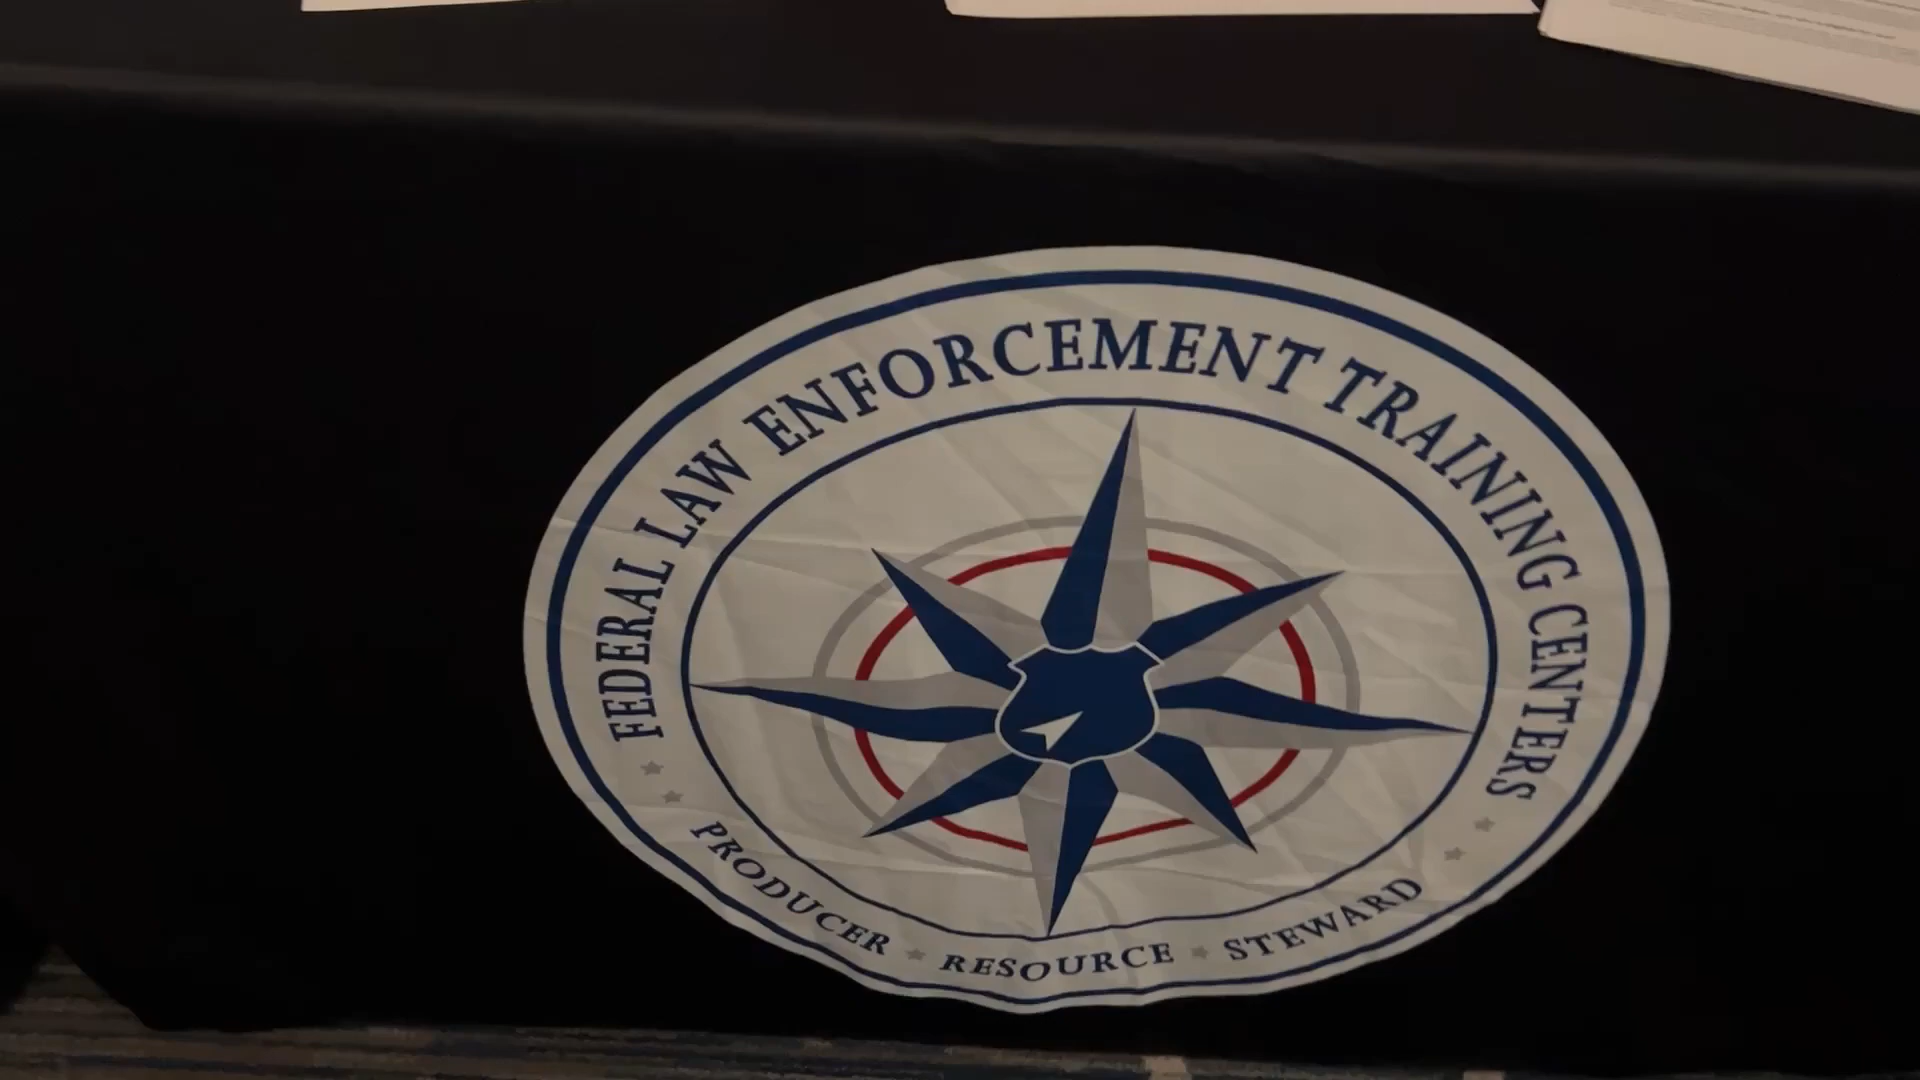 FEDERAL LAW ENFORCEMENT TRAINING CENTERS
PRODUCER RESOURCE STEWARD